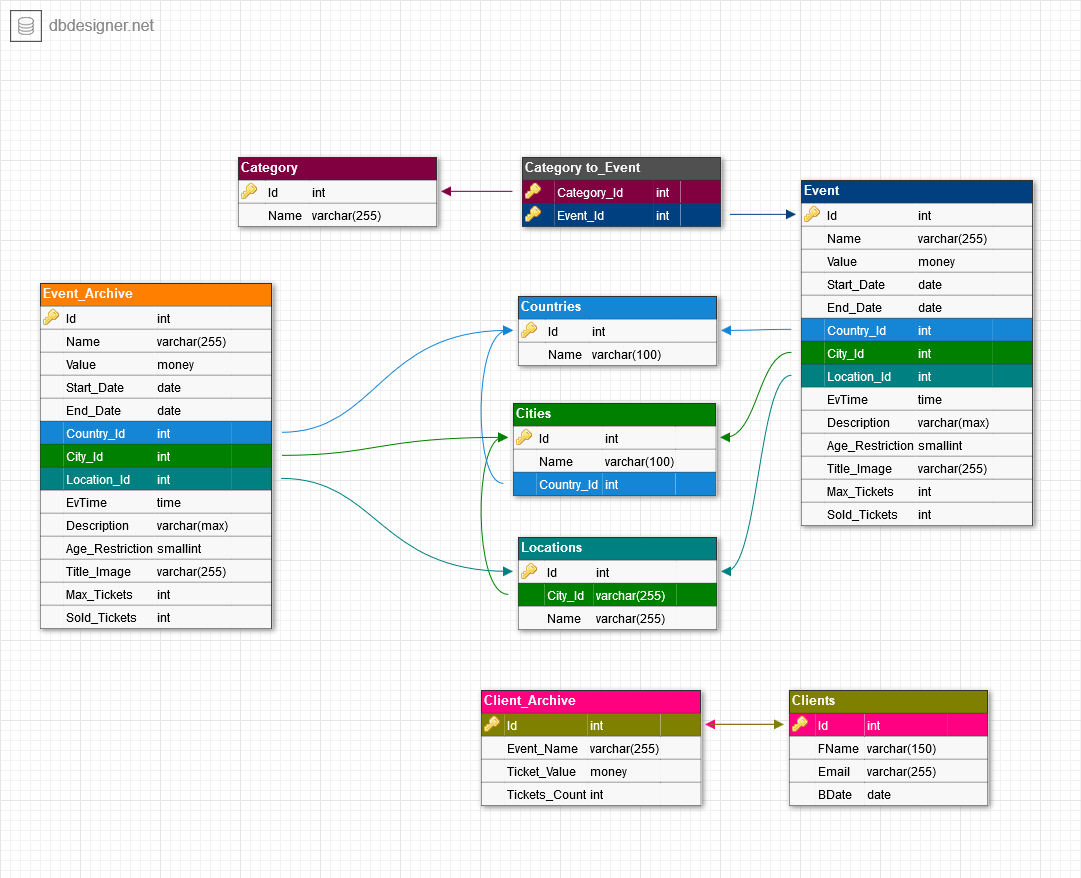 dbdesigner.net
Category
Id int
Name varchar(255)
Category to_Event
Category_Id int
Event_Id int
Event
Id int
Name varchar(255)
Value money
Start_Date date
End_Date date
Country_Id int
City_Id int
Location_Id int
EvTime time
Description varchar(max)
Age_Restriction smallint
Title_Image varchar(255)
Max_Tickets int
Sold_Tickets int
Event_Archive
Id int
Name varchar(255)
Value money
Start_Date date
End_Date date
Country_Id int
City_Id int
Location_Id int
EvTime time
Description varchar(max)
Age_Restriction smallint
Title_Image varchar(255)
Max_Tickets int
Sold_Tickets int
Countries
Id int
Name varchar(100)
Cities
Id int
Name varchar(100)
Country_Id int
Locations
Id int
City_Id varchar(255)
Name varchar(255)
Client_Archive
Id int
Event_Name varchar(255)
Ticket_Value money
Tickets_Count int
Clients
Id int
FName varchar(150)
Email varchar(255)
BDate date